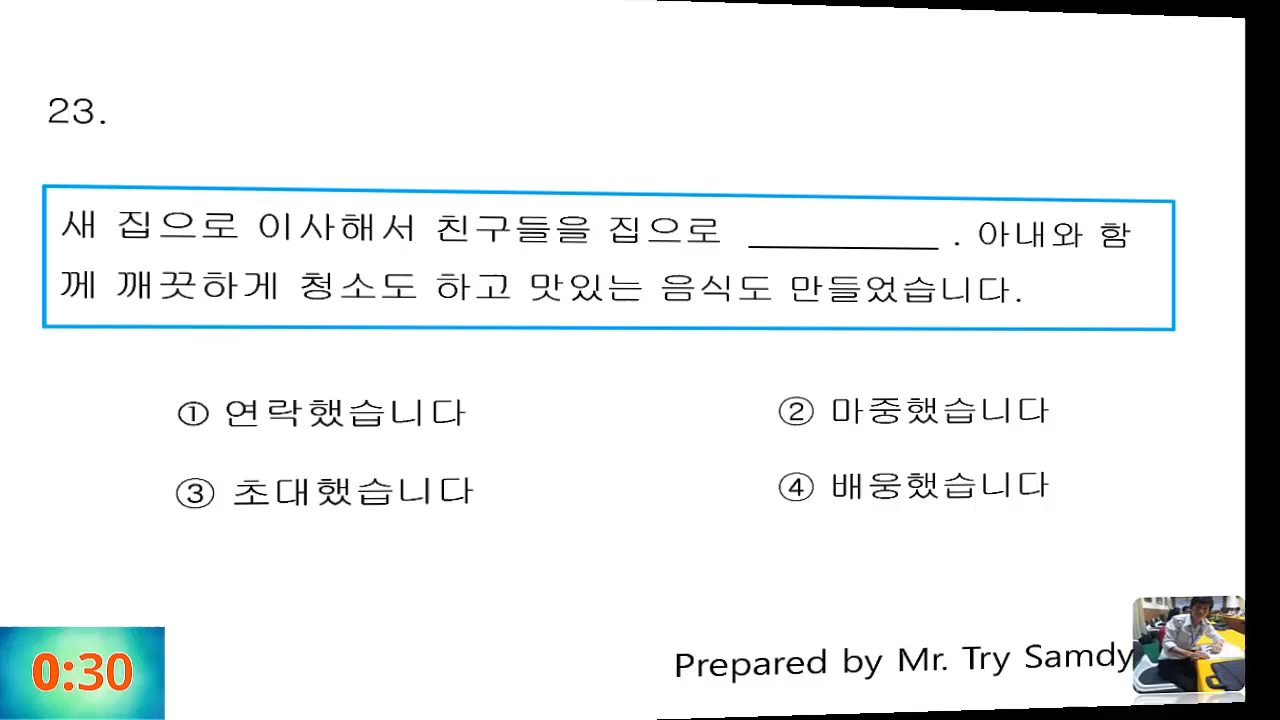 23.
새 집으로 이사해서 친구들을 집으로 __________ . 아내와 함
께 깨끗하게 청소도 하고 맛있는 음식도 만들었습니다.
① 연락했습니다 ② 마중했습니다
③ 초대했습니다 ④ 배웅했습니다
0:30
Prepared by Mr. Try Samdy